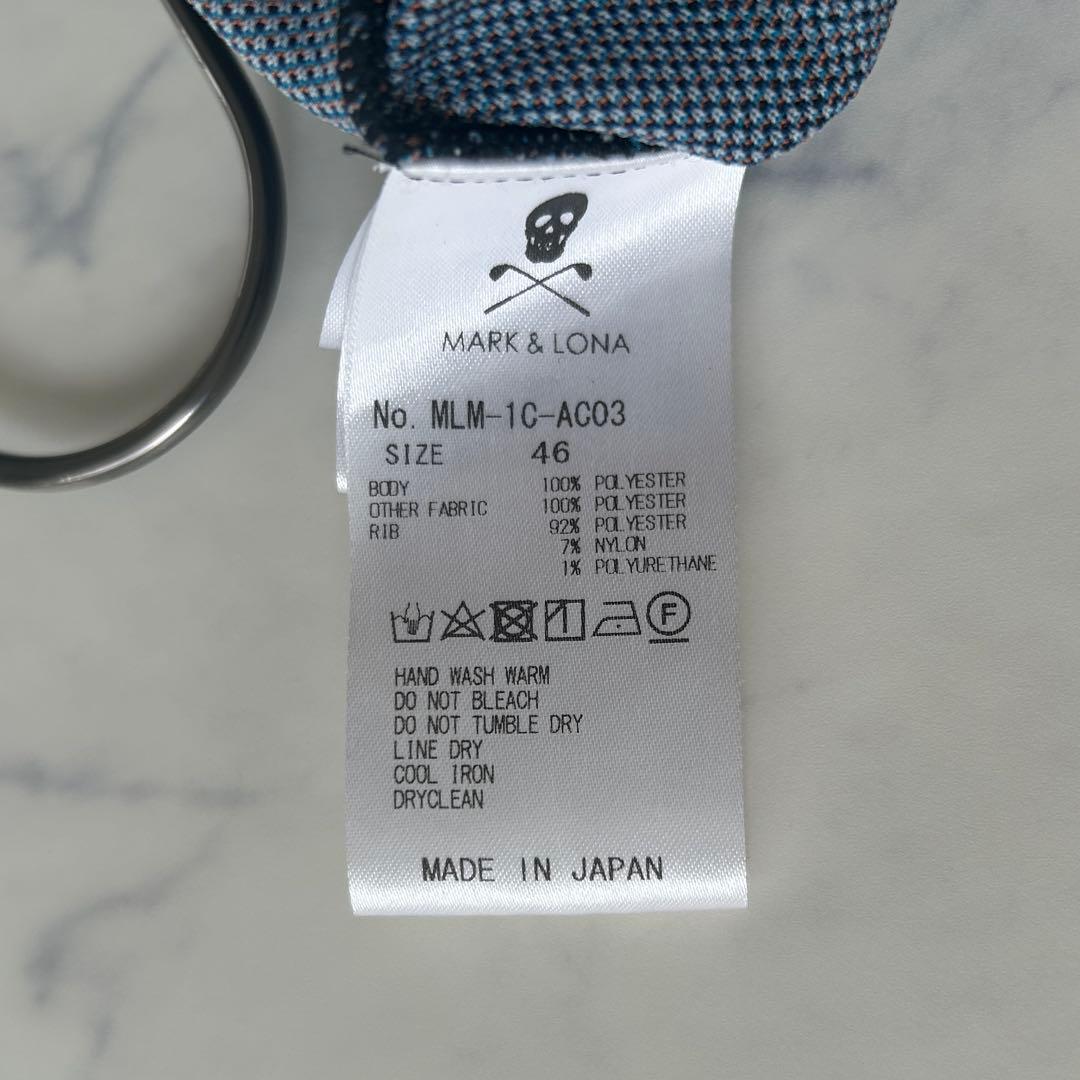 MARK & LONA
No. MLM-1C-AC03
SIZE 46
BODY 100% POLYESTER
OTHER FABRIC 100% POLYESTER
RIB 92% POLYESTER
7% NYLON
1% POLYURETHANE
F
HAND WASH WARM
DO NOT BLEACH
DO NOT TUMBLE DRY
LINE DRY
COOL IRON
DRYCLEAN
MADE IN JAPAN